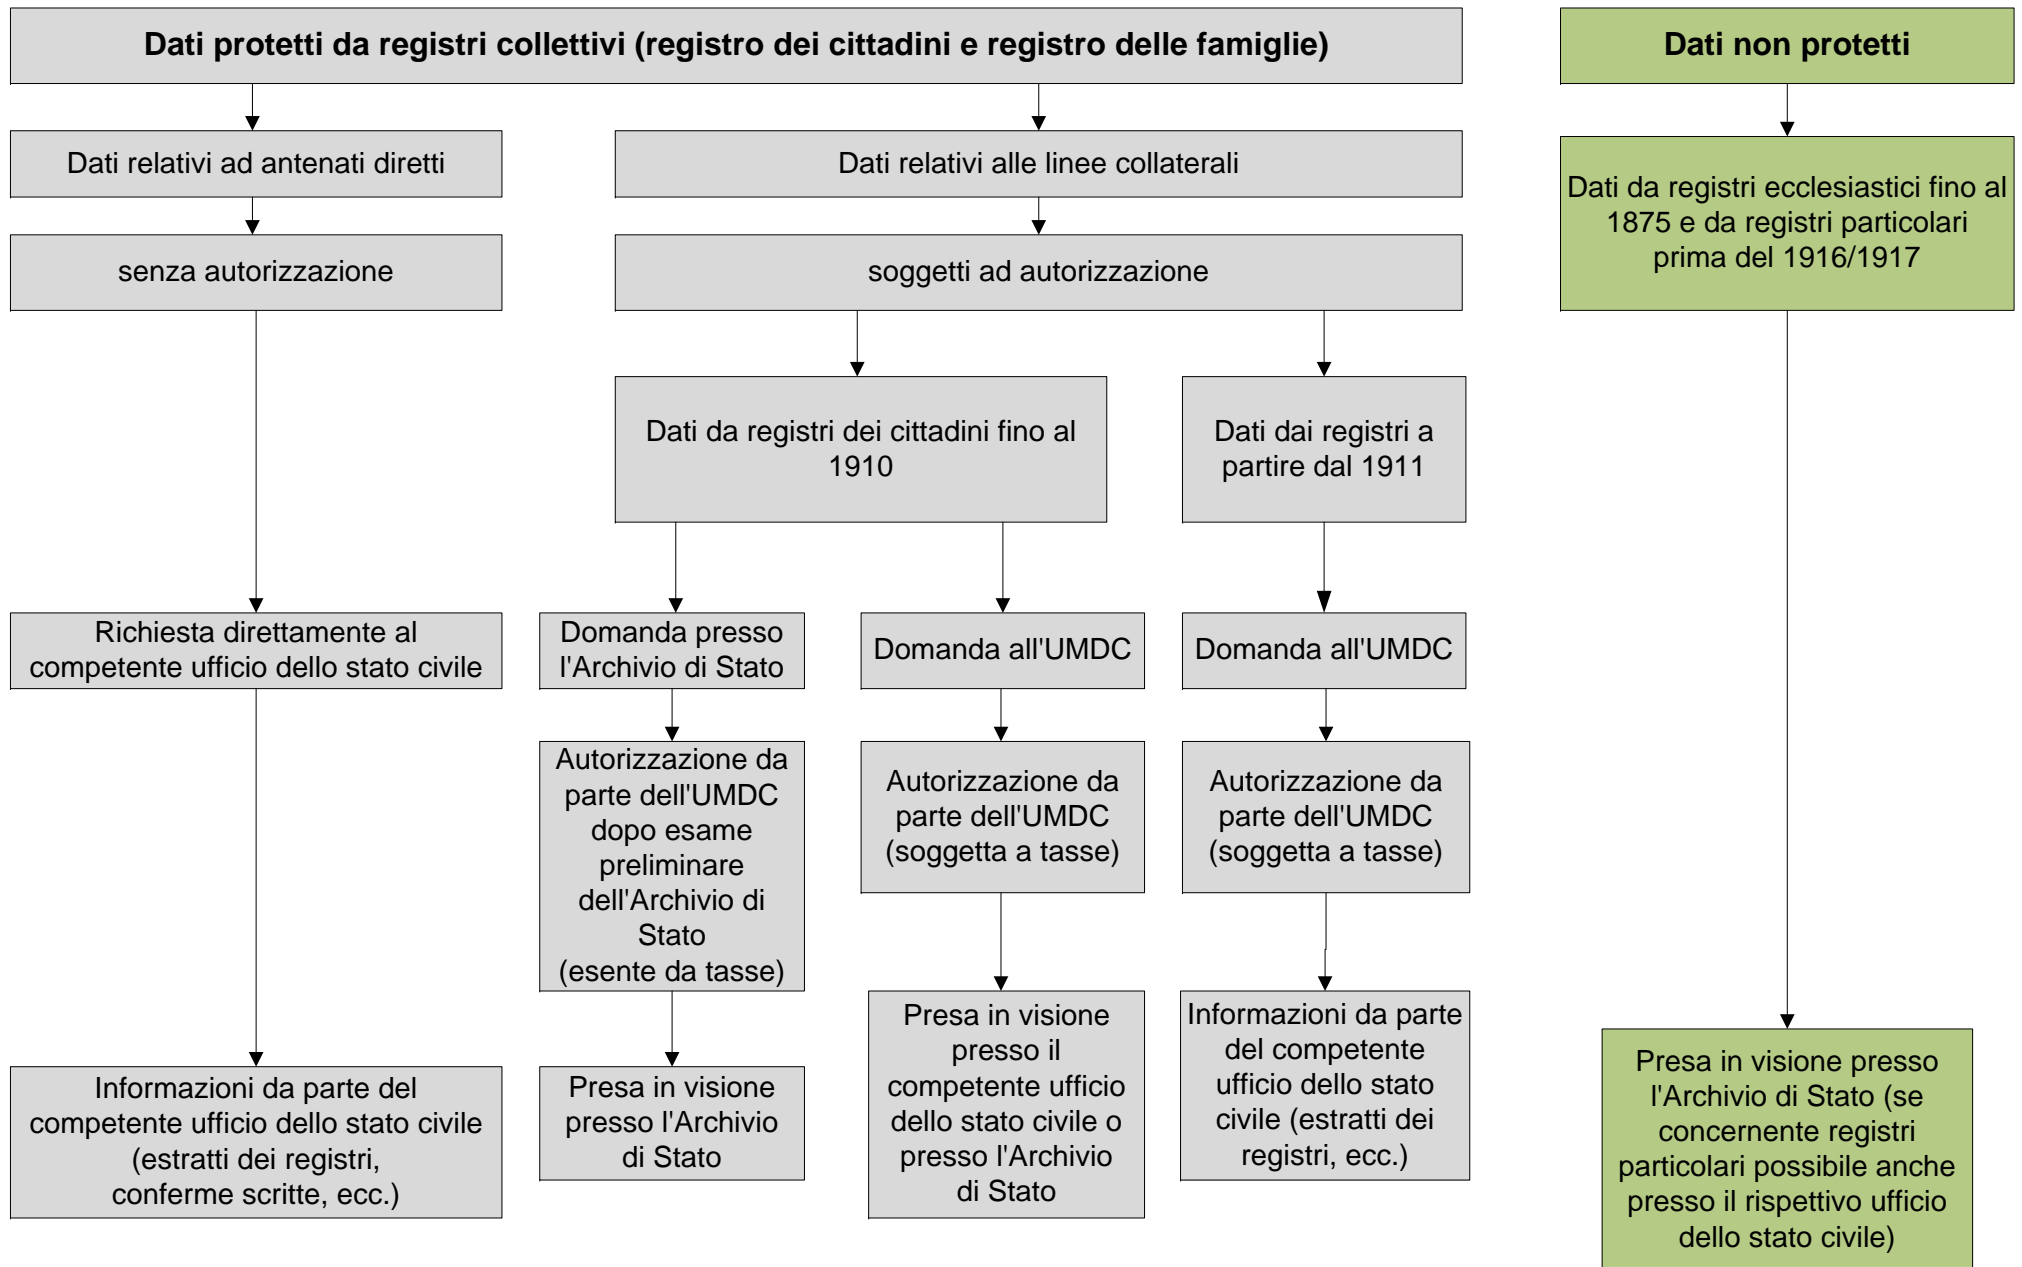 Dati protetti da registri collettivi (registro dei cittadini e registro delle famiglie)
Dati non protetti
Dati relativi ad antenati diretti
Dati relativi alle linee collaterali
Dati da registri ecclesiastici fino al
1875 e da registri particolari
prima del 1916/1917
senza autorizzazione
soggetti ad autorizzazione
Dati da registri dei cittadini fino al
1910
Dati dai registri a
partire dal 1911
Richiesta direttamente al
competente ufficio dello stato civile
Domanda presso
l'Archivio di Stato
Domanda all'UMDC
Domanda all'UMDC
Autorizzazione da
parte dell'UMDC
dopo esame
preliminare
dell'Archivio di
Stato
(esente da tasse)
Autorizzazione da
parte dell'UMDC
(soggetta a tasse)
Autorizzazione da
parte dell'UMDC
(soggetta a tasse)
Informazioni da parte del
competente ufficio dello stato civile
(estratti dei registri,
conferme scritte, ecc.)
Presa in visione
presso l'Archivio
di Stato
Presa in visione
presso il
competente ufficio
dello stato civile o
presso l'Archivio
di Stato
Informazioni da parte
del competente
ufficio dello stato
civile (estratti dei
registri, ecc.)
Presa in visione presso
l'Archivio di Stato (se
concernente registri
particolari possibile anche
presso il rispettivo ufficio
dello stato civile)